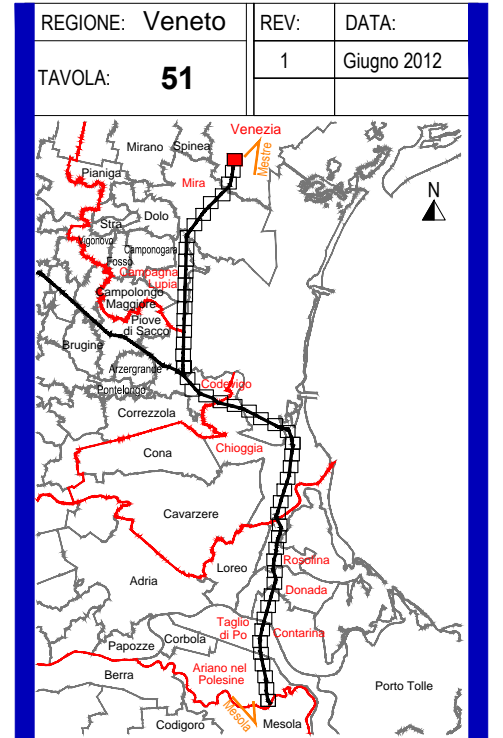 REGIONE: Veneto
REV:
DATA:
TAVOLA: 51
1
Giugno 2012
Venezia
Mestre
Mirano
Spinea
Pianiga
Mira
N
Stra
Dolo
Vigonovo
Camponogara
Fosso
Campagna
Lupia
Campolongo
Maggiore
Piove
di Sacco
Brugine
Arzergrande
Pontelongo
Codevigo
Correzzola
Chioggia
Cona
Cavarzere
Rosolina
Loreo
Adria
Donada
Taglio
di Po
Contarina
Corbola
Papozze
Ariano nel
Polesine
Berra
Porto Tolle
Mesola
Mesola
Codigoro